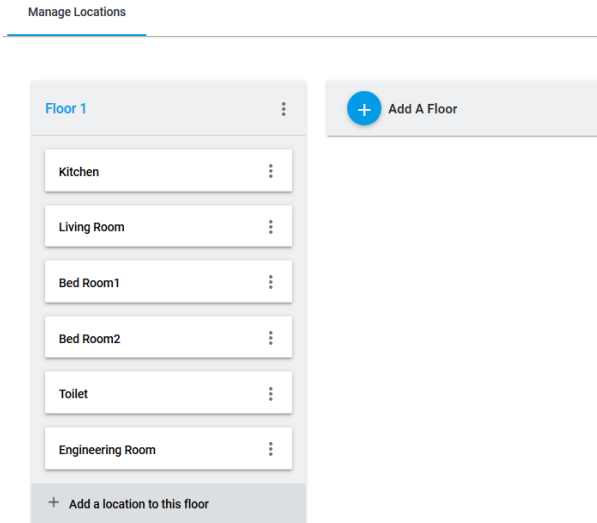 Manage Locations
Floor 1
Add A Floor
Kitchen
Living Room
Bed Room1
Bed Room2
Toilet
Engineering Room
+ Add a location to this floor